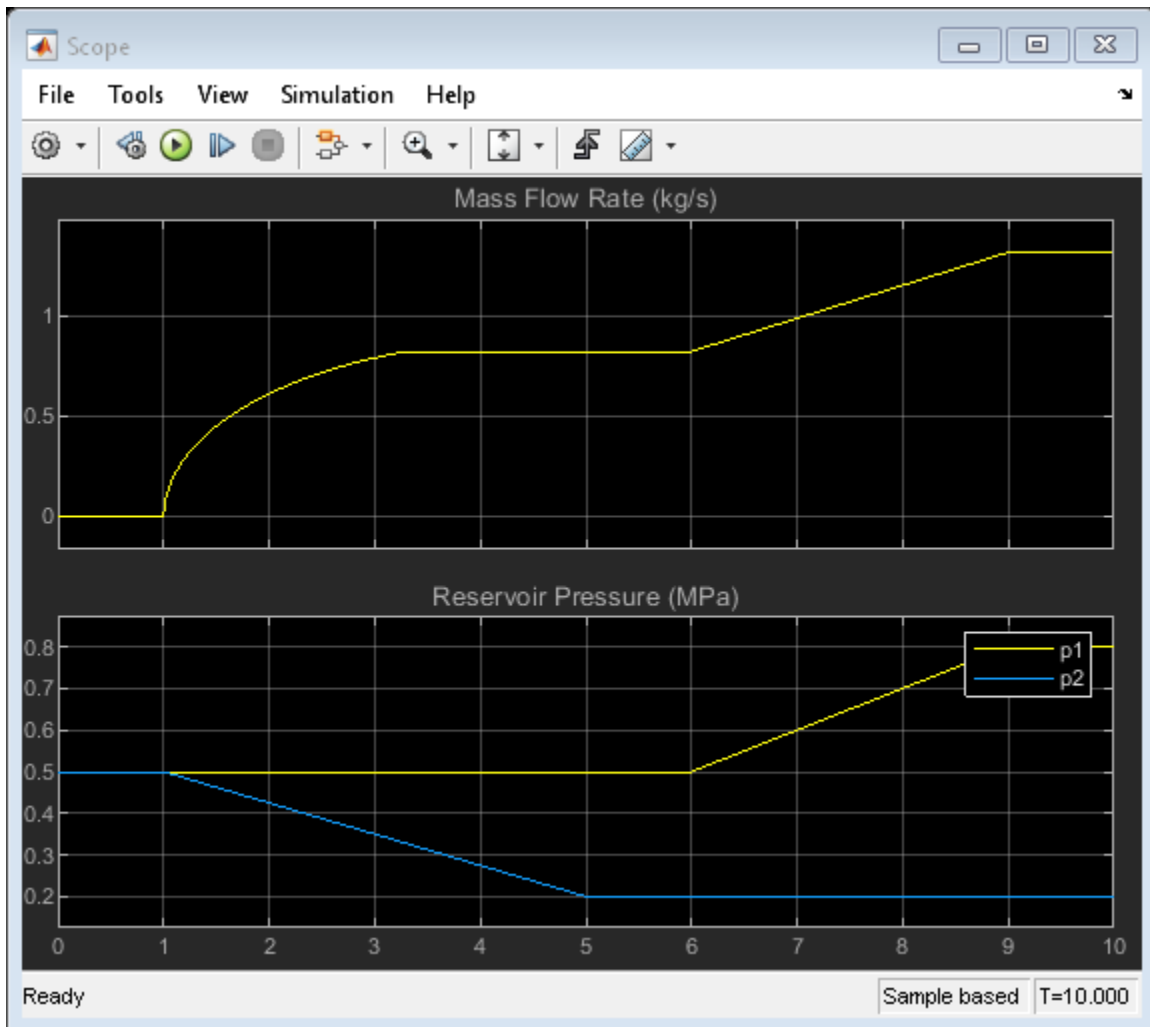 Scope
File Tools View Simulation Help
Mass Flow Rate (kg/s)
1
0.5
0
Reservoir Pressure (MPa)
0.8
0.7
0.6
0.5
0.4
0.3
0.2
p1
p2
0 1 2 3 4 5 6 7 8 9 10
Ready Sample based T=10.000